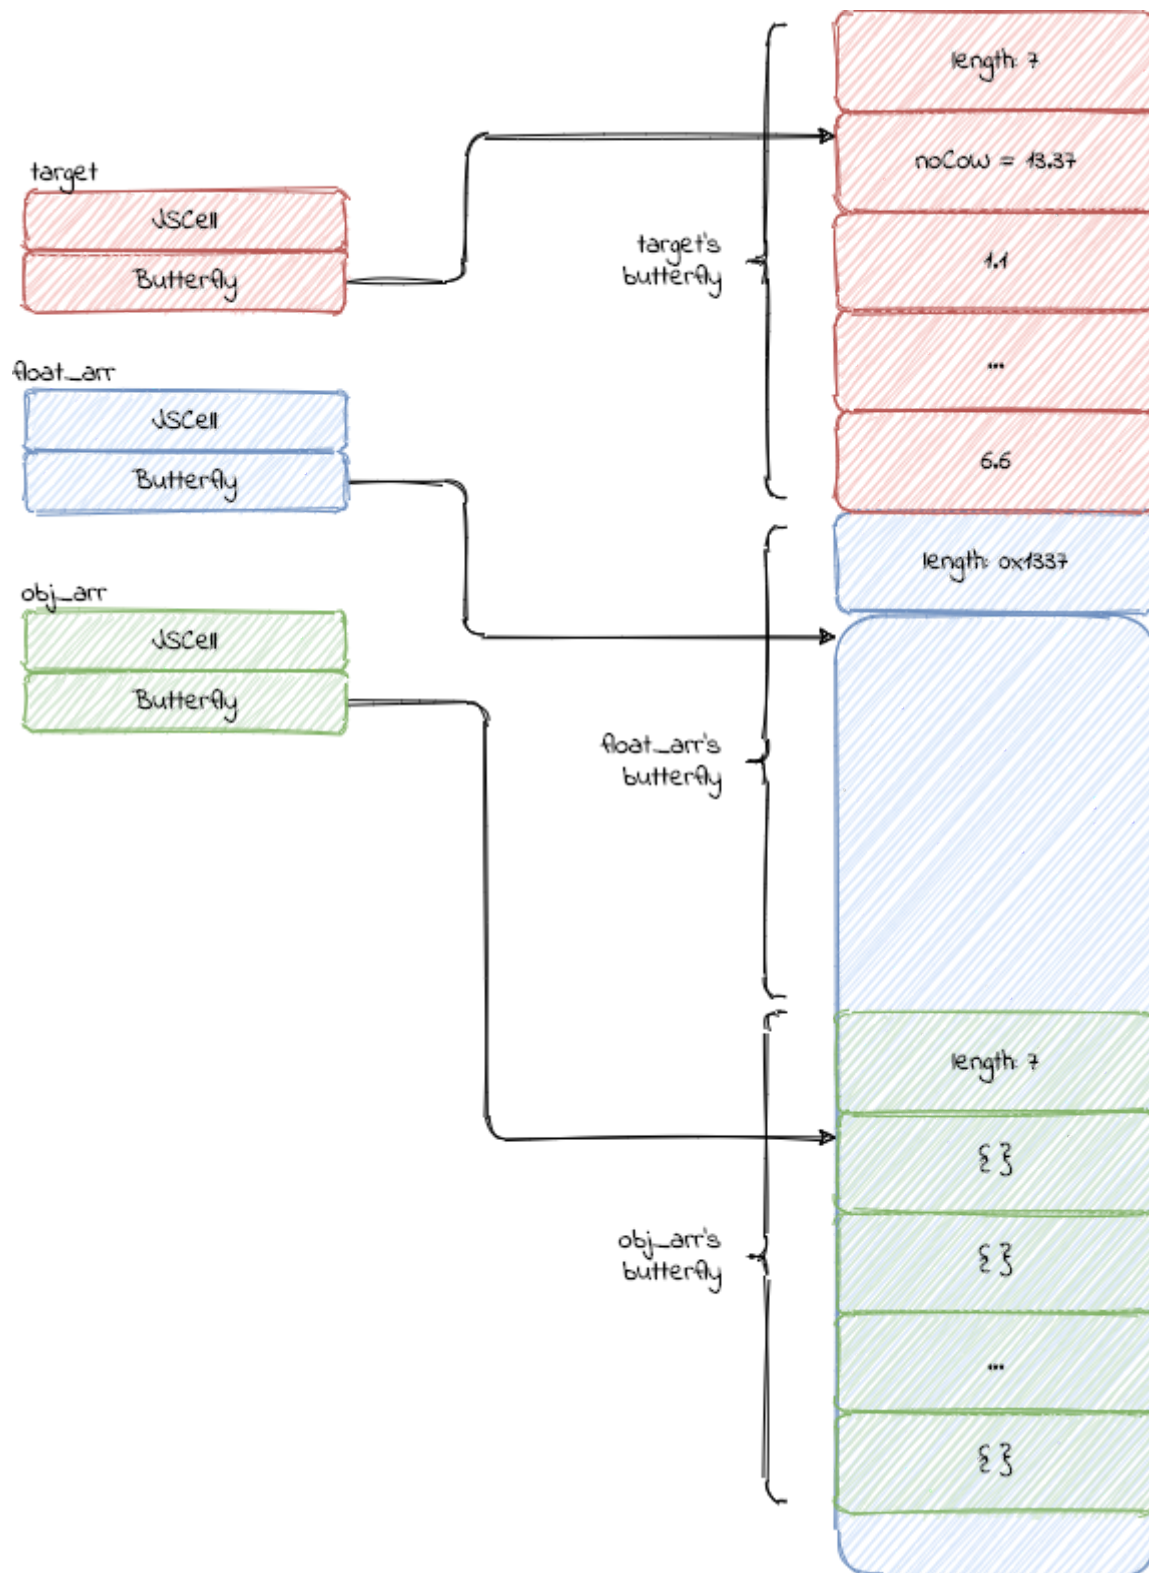 target
JSCell
Butterfly
float_arr
JSCell
Butterfly
obj_arr
JSCell
Butterfly
target's
butterfly
float_arr's
butterfly
obj_arr's
butterfly
length: 7
noCoW = 13.37
1.1
...
6.6
length: 0x1337
length: 7
{}
{}
...
{}